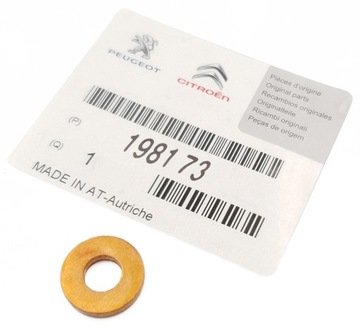 PEUGEOT
CITROËN
Pièces d'origine
Original parts
Recambios originales
Originalteile
Ricambi originali
Peças de origem
(P)
198173
(Q)
1
MADE IN AT-Autriche